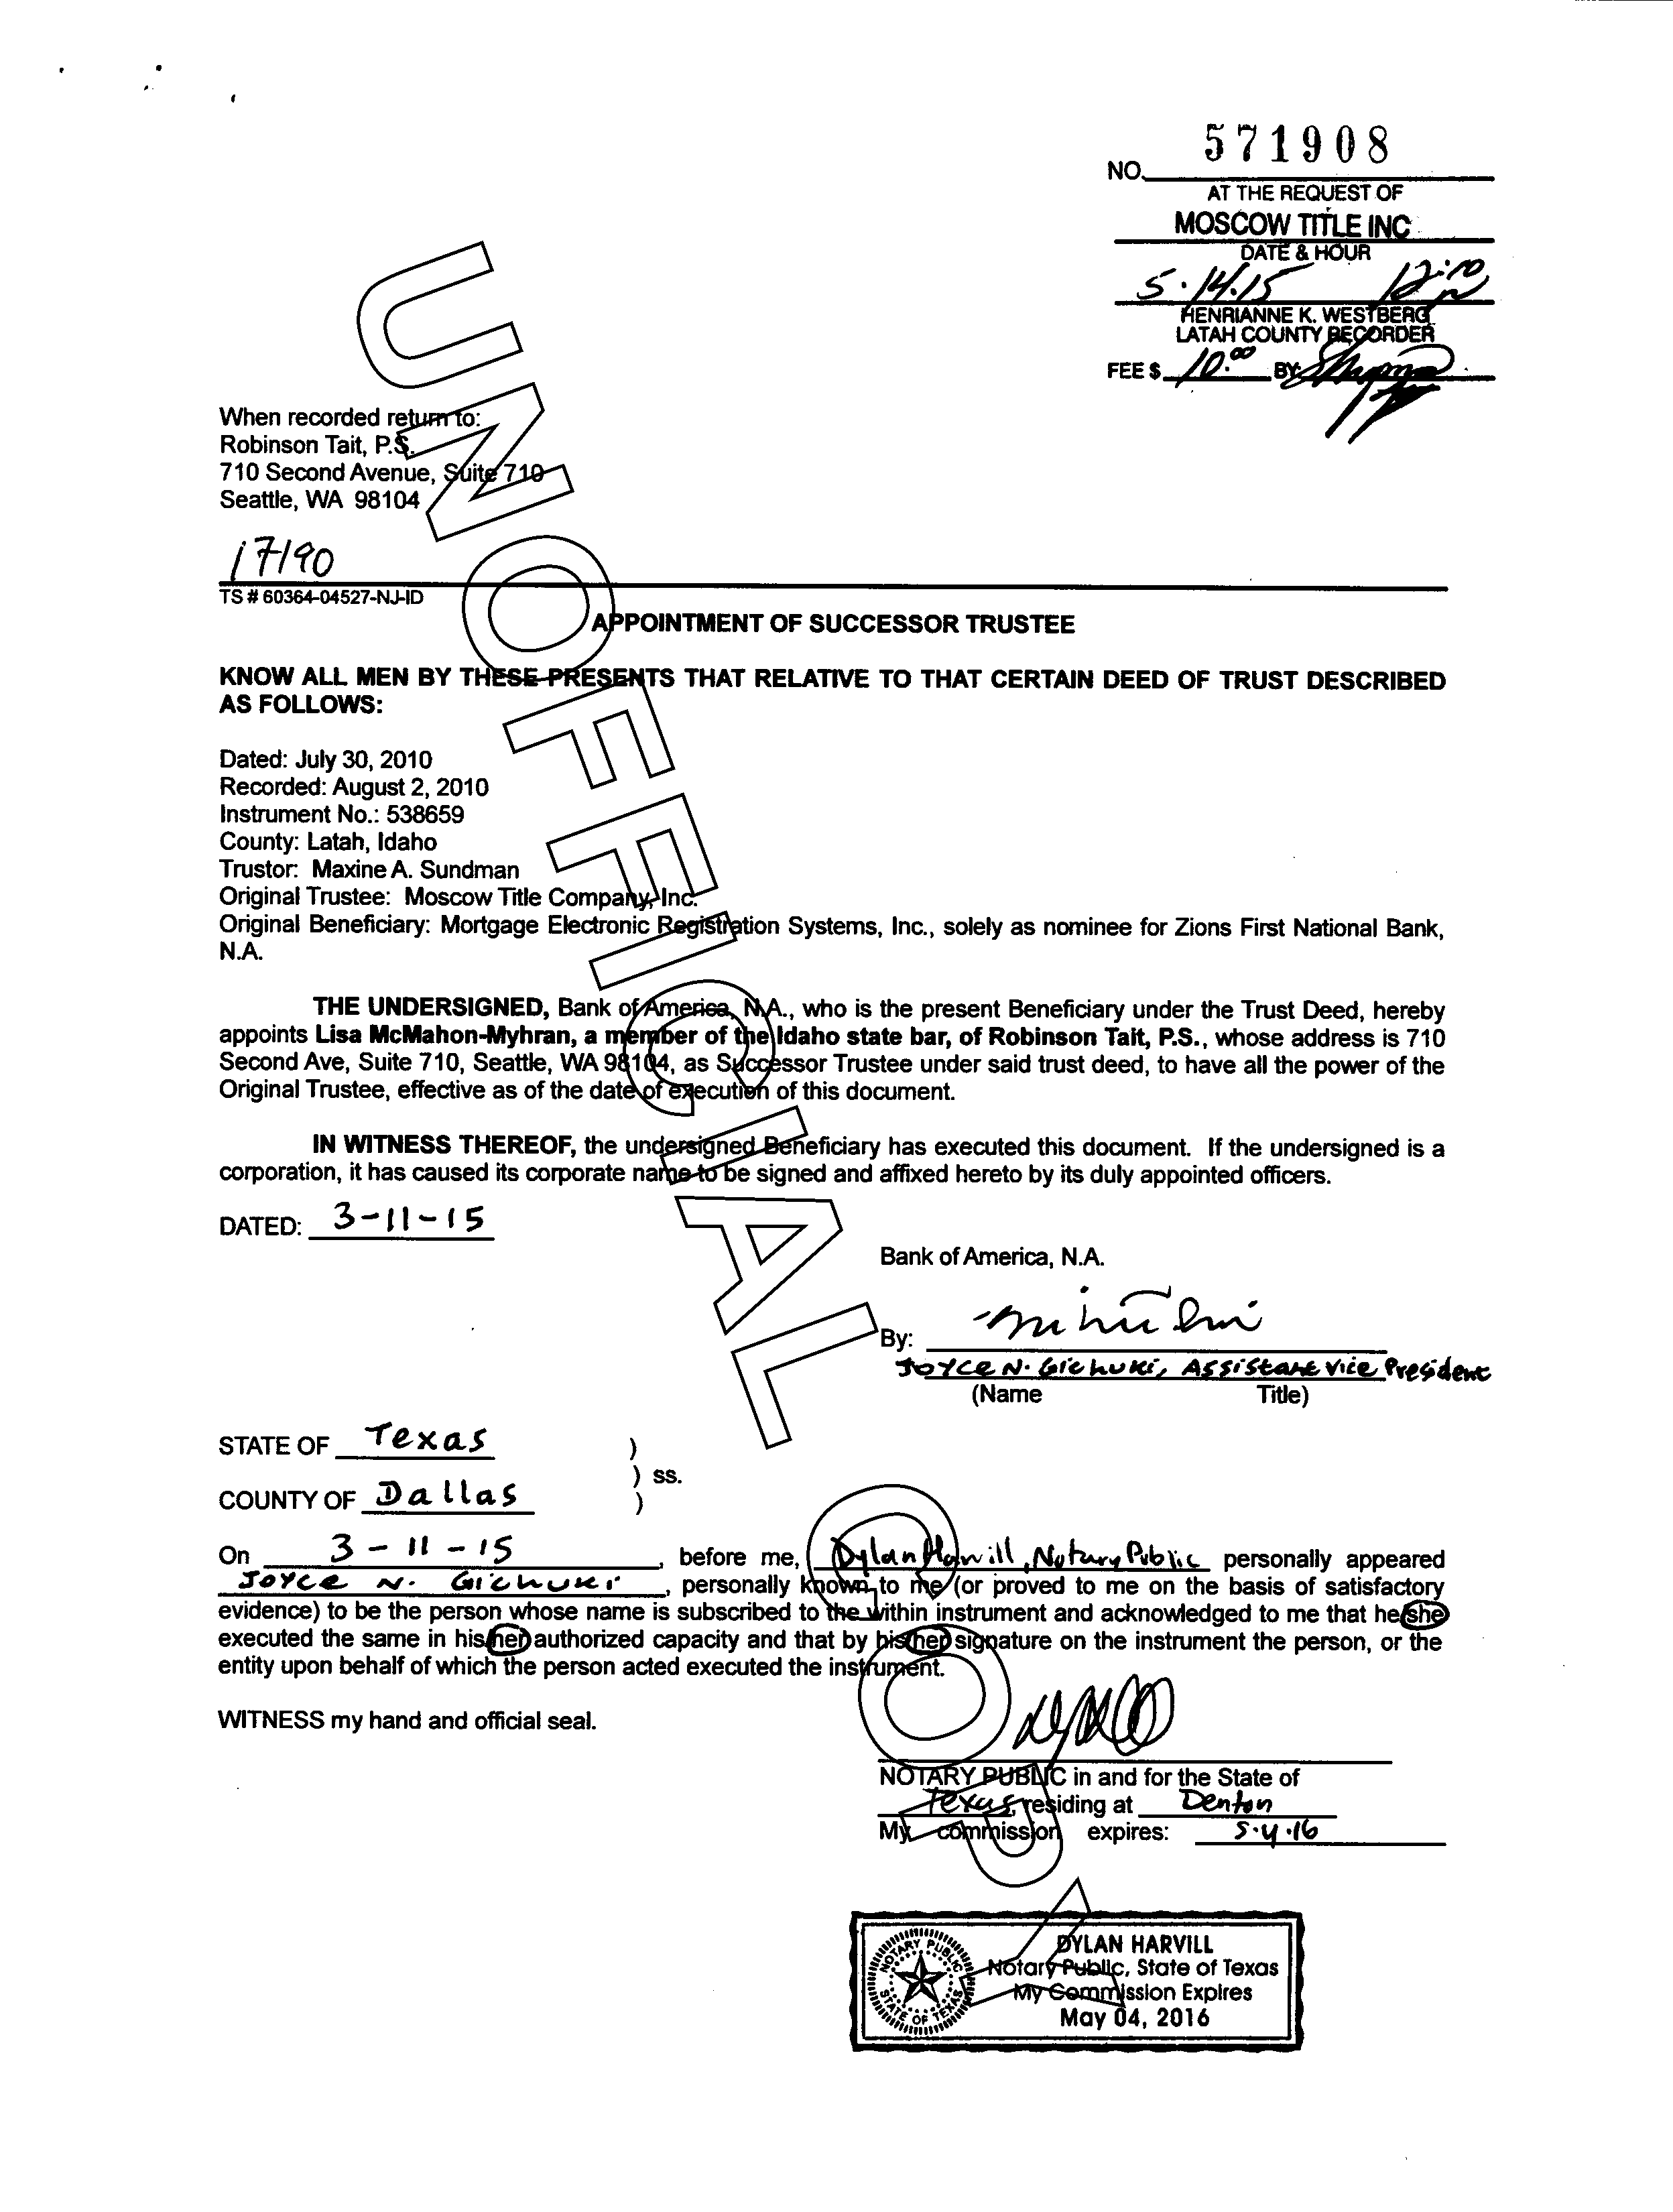 571908
NO.
AT THE REQUEST OF
MOSCOW TITLE INC
DATE & HOUR
5.14.15 12:10
HENRIANNE K. WESTBERG
LATAH COUNTY RECORDER
FEE $ 10.00 BY:
When recorded return to:
Robinson Tait, P.S.
710 Second Avenue, Suite 710
Seattle, WA 98104
17190
TS # 60364-04527-NJ-ID
APPOINTMENT OF SUCCESSOR TRUSTEE
KNOW ALL MEN BY THESE PRESENTS THAT RELATIVE TO THAT CERTAIN DEED OF TRUST DESCRIBED
AS FOLLOWS:
Dated: July 30, 2010
Recorded: August 2, 2010
Instrument No.: 538659
County: Latah, Idaho
Trustor: Maxine A. Sundman
Original Trustee: Moscow Title Company, Inc.
Original Beneficiary: Mortgage Electronic Registration Systems, Inc., solely as nominee for Zions First National Bank,
N.A.
THE UNDERSIGNED, Bank of America, N.A., who is the present Beneficiary under the Trust Deed, hereby
appoints Lisa McMahon-Myhran, a member of the Idaho state bar, of Robinson Tait, P.S., whose address is 710
Second Ave, Suite 710, Seattle, WA 98104, as Successor Trustee under said trust deed, to have all the power of the
Original Trustee, effective as of the date of execution of this document.
IN WITNESS THEREOF, the undersigned Beneficiary has executed this document. If the undersigned is a
corporation, it has caused its corporate name to be signed and affixed hereto by its duly appointed officers.
DATED: 3-11-15
Bank of America, N.A.
By:
Joyce N. Gichuki, Assistant Vice President
(Name Title)
STATE OF Texas )
) ss.
COUNTY OF Dallas )
On 3-11-15, before me, Dylan Harvill, Notary Public personally appeared
Joyce N. Gichuki, personally known to me (or proved to me on the basis of satisfactory
evidence) to be the person whose name is subscribed to the within instrument and acknowledged to me that he/she
executed the same in his/her authorized capacity and that by his/her signature on the instrument the person, or the
entity upon behalf of which the person acted executed the instrument.
WITNESS my hand and official seal.
NOTARY PUBLIC in and for the State of
Texas, residing at Denton
My commission expires: 5.4.16
DYLAN HARVILL
Notary Public, State of Texas
My Commission Expires
May 04, 2016
NOTARY PUBLIC
STATE OF TEXAS
UNOFFICIAL COPY